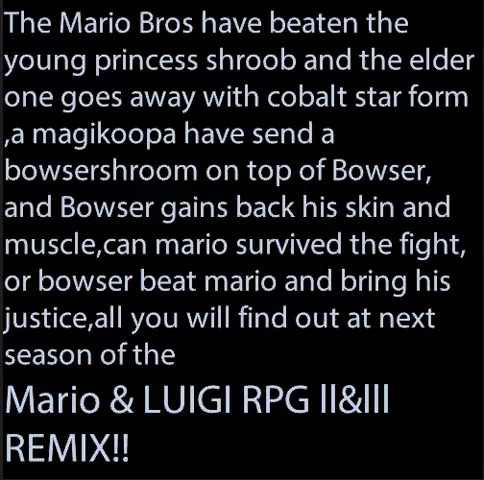 The Mario Bros have beaten the
young princess shroob and the elder
one goes away with cobalt star form
,a magikoopa have send a
bowsershroom on top of Bowser,
and Bowser gains back his skin and
muscle,can mario survived the fight,
or bowser beat mario and bring his
justice,all you will find out at next
season of the
Mario & LUIGI RPG ll&lll
REMIX!!